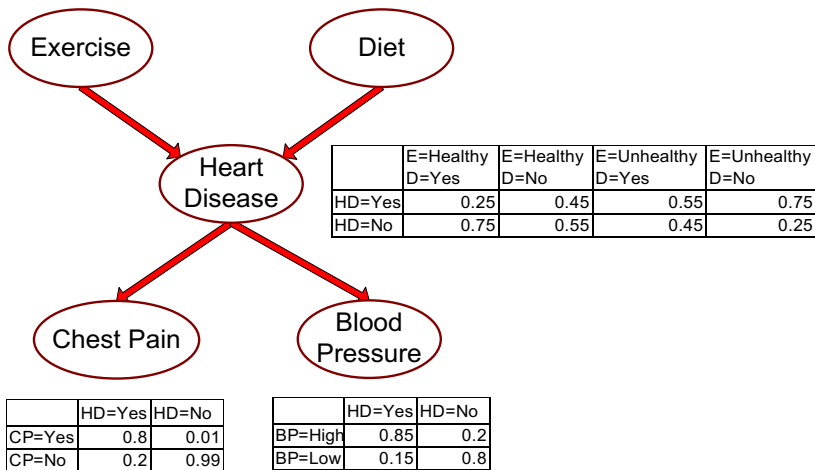 Exercise
Diet
Heart
Disease
E=Healthy E=Healthy E=Unhealthy E=Unhealthy
D=Yes D=No D=Yes D=No
HD=Yes 0.25 0.45 0.55 0.75
HD=No 0.75 0.55 0.45 0.25
Chest Pain
Blood
Pressure
HD=Yes HD=No
CP=Yes 0.8 0.01
CP=No 0.2 0.99
HD=Yes HD=No
BP=High 0.85 0.2
BP=Low 0.15 0.8